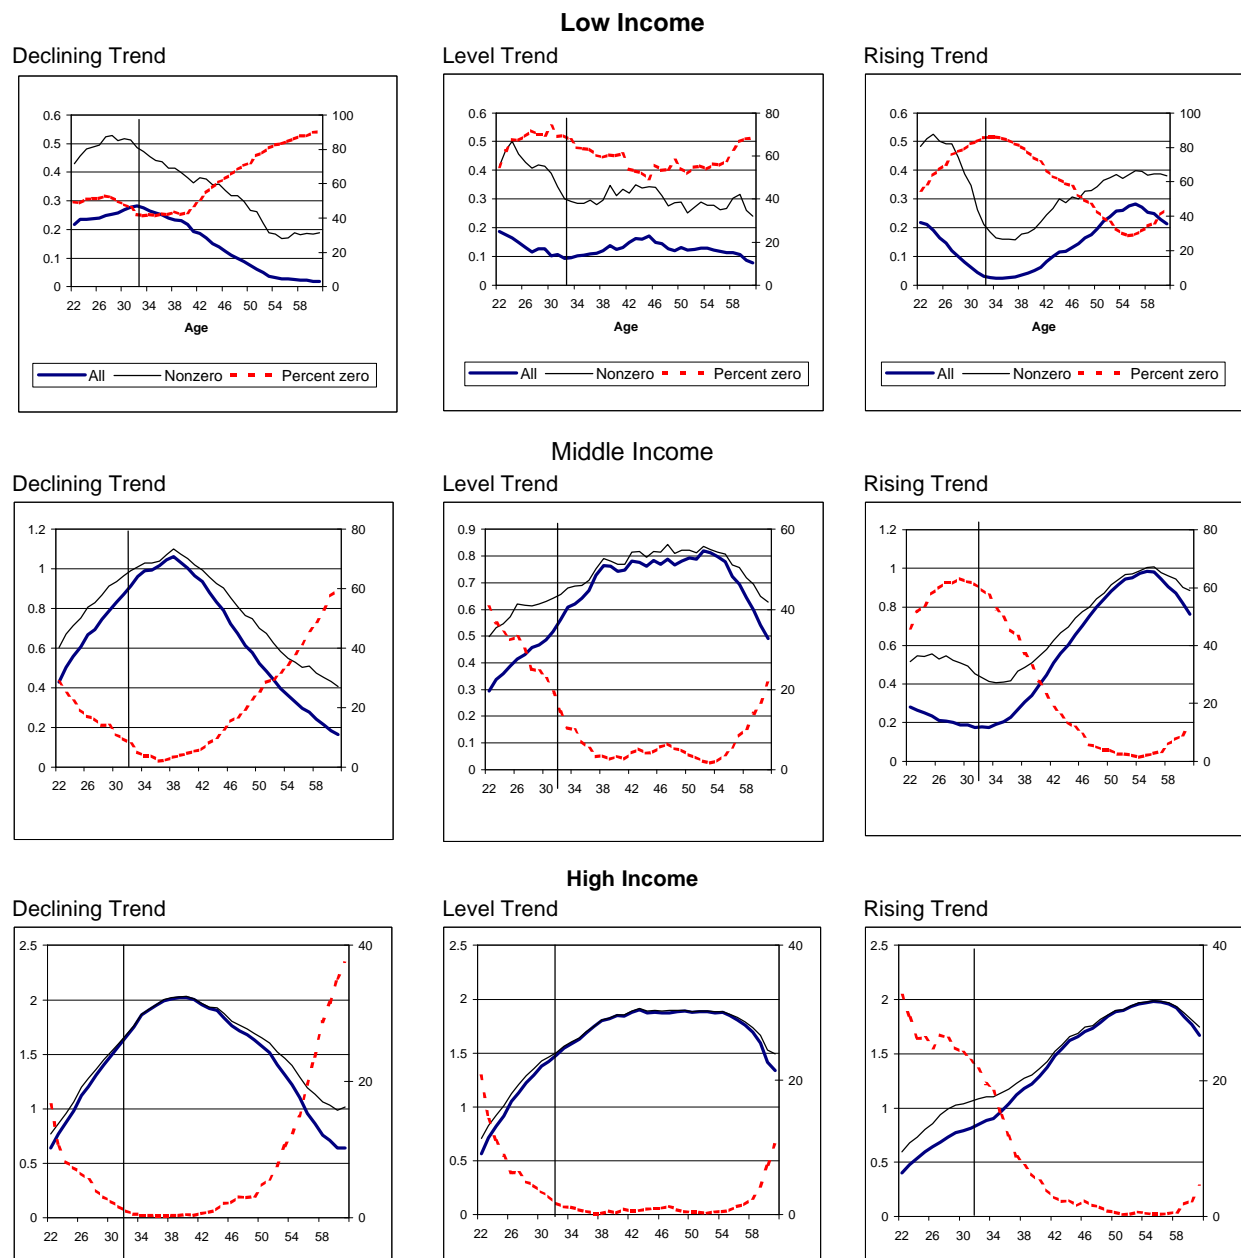 Low Income
Declining Trend Level Trend Rising Trend
0.6 100 0.6 80 0.6 100
0.5 80 0.5 60 0.5 80
0.4 60 0.4 40 0.4 60
0.3 40 0.3 20 0.3 40
0.2 20 0.2 0 0.2 20
0.1 0 0.1 0.1 0
0 0 0
22 26 30 34 38 42 46 50 54 58 22 26 30 34 38 42 46 50 54 58 22 26 30 34 38 42 46 50 54 58
Age Age Age
All Nonzero Percent zero All Nonzero Percent zero All Nonzero Percent zero
Middle Income
Declining Trend Level Trend Rising Trend
1.2 80 0.9 60 1.2 80
1 60 0.8 40 1 60
0.8 40 0.7 20 0.8 40
0.6 20 0.6 0 0.6 20
0.4 0 0.5 0.4 0
0.2 0.4 0.2
0 0.3 0
0.2
0.1
0
22 26 30 34 38 42 46 50 54 58 22 26 30 34 38 42 46 50 54 58 22 26 30 34 38 42 46 50 54 58
High Income
Declining Trend Level Trend Rising Trend
2.5 40 2.5 40 2.5 40
2 20 2 20 2 20
1.5 0 1.5 0 1.5 0
1 1 1
0.5 0.5 0.5
0 0 0
22 26 30 34 38 42 46 50 54 58 22 26 30 34 38 42 46 50 54 58 22 26 30 34 38 42 46 50 54 58